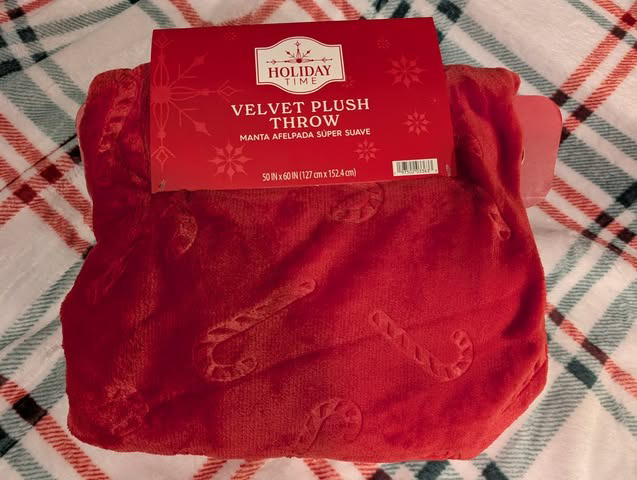 HOLIDAY
TIME
VELVET PLUSH
THROW
MANTA AFELPADA SÚPER SUAVE
50 IN x 60 IN (127 cm x 152.4 cm)